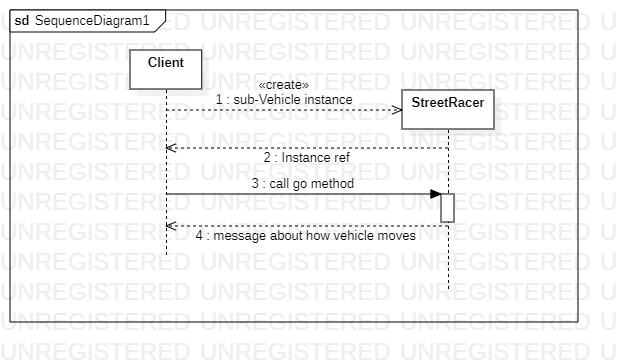 sd SequenceDiagram1
Client
«create»
1 : sub-Vehicle instance
StreetRacer
2 : Instance ref
3 : call go method
4 : message about how vehicle moves
UNREGISTERED UNREGISTERED UNREGISTERED U
UNREGISTERED UNREGISTERED UNREGISTERED U
UNREGISTERED UNREGISTERED UNREGISTERED U
UNREGISTERED UNREGISTERED UNREGISTERED U
UNREGISTERED UNREGISTERED UNREGISTERED U
UNREGISTERED UNREGISTERED UNREGISTERED U
UNREGISTERED UNREGISTERED UNREGISTERED U
UNREGISTERED UNREGISTERED UNREGISTERED U
UNREGISTERED UNREGISTERED UNREGISTERED U
UNREGISTERED UNREGISTERED UNREGISTERED U
UNREGISTERED UNREGISTERED UNREGISTERED U
UNREGISTERED UNREGISTERED UNREGISTERED U